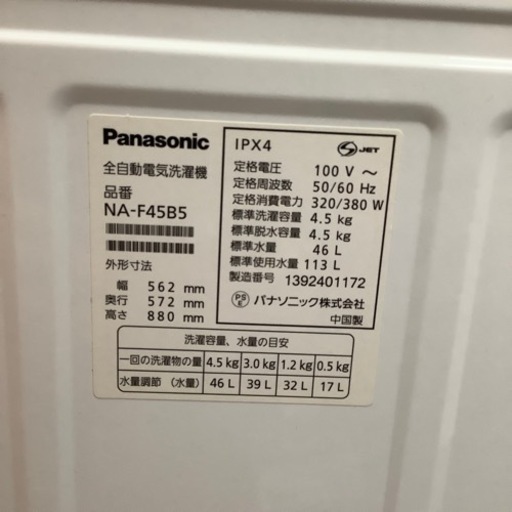 Panasonic
全自動電気洗濯機
品番
NA-F45B5
外形寸法
幅 562 mm
奥行 572 mm
高さ 880 mm
IPX4
S JET
定格電圧 100 V ～
定格周波数 50/60 Hz
定格消費電力 320/380 W
標準洗濯容量 4.5 kg
標準脱水容量 4.5 kg
標準水量 46 L
標準使用水量 113 L
製造番号 1392401172
PSE パナソニック株式会社
中国製
洗濯容量、水量の目安
一回の洗濯物の量 4.5 kg 3.0 kg 1.2 kg 0.5 kg
水量調節 （水量） 46 L 39 L 32 L 17 L